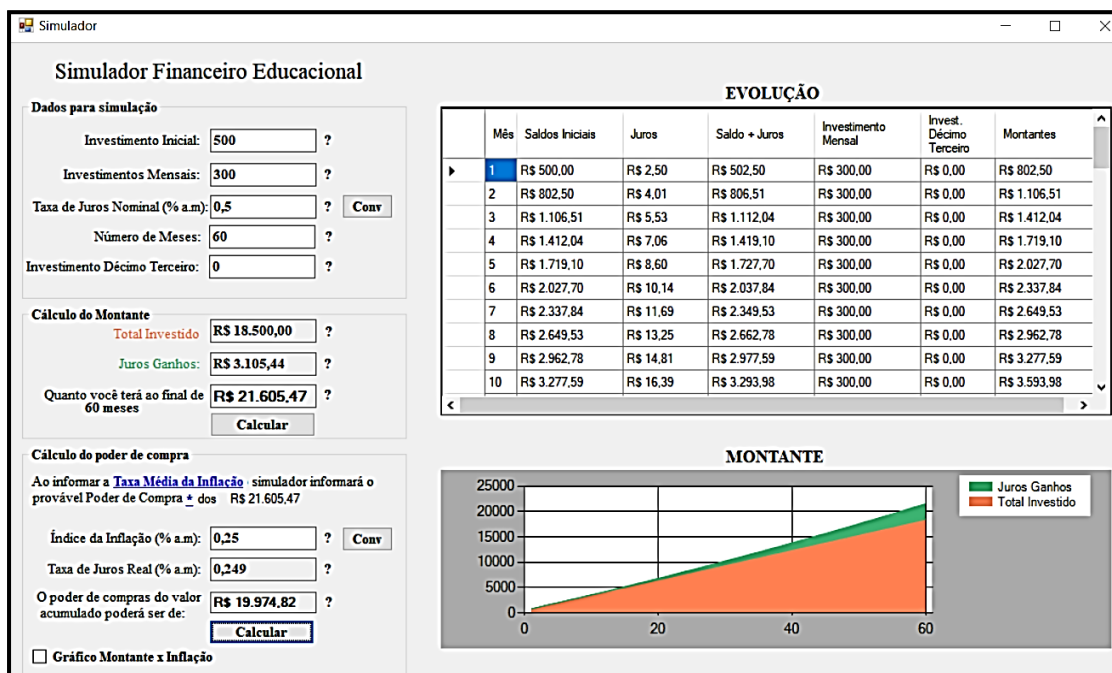 Simulador
Simulador Financeiro Educacional
Dados para simulação
Investimento Inicial: 500 ?
Investimentos Mensais: 300 ?
Taxa de Juros Nominal (% a.m): 0,5 ? Conv
Número de Meses: 60 ?
Investimento Décimo Terceiro: 0 ?
Cálculo do Montante
Total Investido R$ 18.500,00 ?
Juros Ganhos: R$ 3.105,44 ?
Quanto você terá ao final de
60 meses R$ 21.605,47 ?
Calcular
Cálculo do poder de compra
Ao informar a Taxa Média da Inflação simulador informará o
provável Poder de Compra * dos R$ 21.605,47
Índice da Inflação (% a.m): 0,25 ? Conv
Taxa de Juros Real (% a.m): 0,249 ?
O poder de compras do valor
acumulado poderá ser de: R$ 19.974,82 ?
Calcular
Gráfico Montante x Inflação
EVOLUÇÃO
Mês Saldos Iniciais Juros Saldo + Juros Investimento Mensal Invest. Décimo Terceiro Montantes
1 R$ 500,00 R$ 2,50 R$ 502,50 R$ 300,00 R$ 0,00 R$ 802,50
2 R$ 802,50 R$ 4,01 R$ 806,51 R$ 300,00 R$ 0,00 R$ 1.106,51
3 R$ 1.106,51 R$ 5,53 R$ 1.112,04 R$ 300,00 R$ 0,00 R$ 1.412,04
4 R$ 1.412,04 R$ 7,06 R$ 1.419,10 R$ 300,00 R$ 0,00 R$ 1.719,10
5 R$ 1.719,10 R$ 8,60 R$ 1.727,70 R$ 300,00 R$ 0,00 R$ 2.027,70
6 R$ 2.027,70 R$ 10,14 R$ 2.037,84 R$ 300,00 R$ 0,00 R$ 2.337,84
7 R$ 2.337,84 R$ 11,69 R$ 2.349,53 R$ 300,00 R$ 0,00 R$ 2.649,53
8 R$ 2.649,53 R$ 13,25 R$ 2.662,78 R$ 300,00 R$ 0,00 R$ 2.962,78
9 R$ 2.962,78 R$ 14,81 R$ 2.977,59 R$ 300,00 R$ 0,00 R$ 3.277,59
10 R$ 3.277,59 R$ 16,39 R$ 3.293,98 R$ 300,00 R$ 0,00 R$ 3.593,98
MONTANTE
25000
20000
15000
10000
5000
0
0 20 40 60
Juros Ganhos
Total Investido